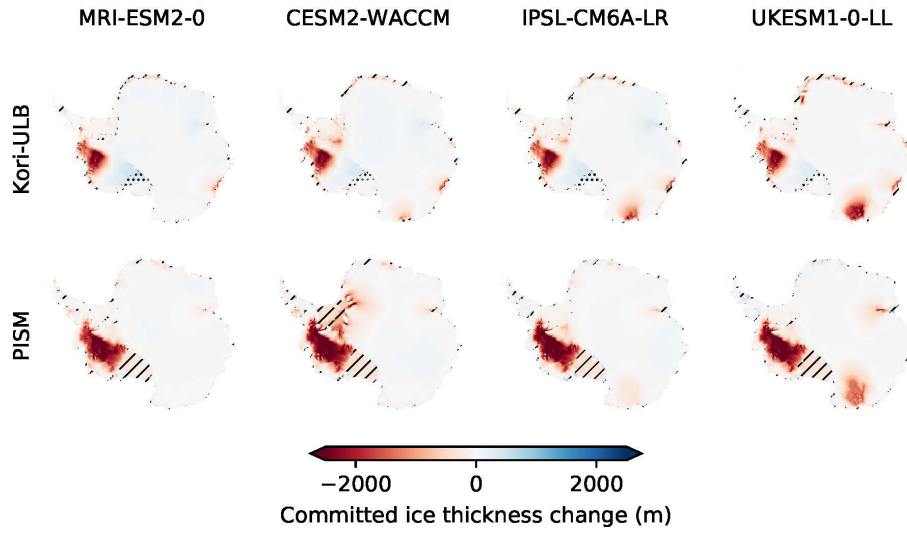 MRI-ESM2-0 CESM2-WACCM IPSL-CM6A-LR UKESM1-0-LL
Kori-ULB
PISM
−2000 0 2000
Committed ice thickness change (m)